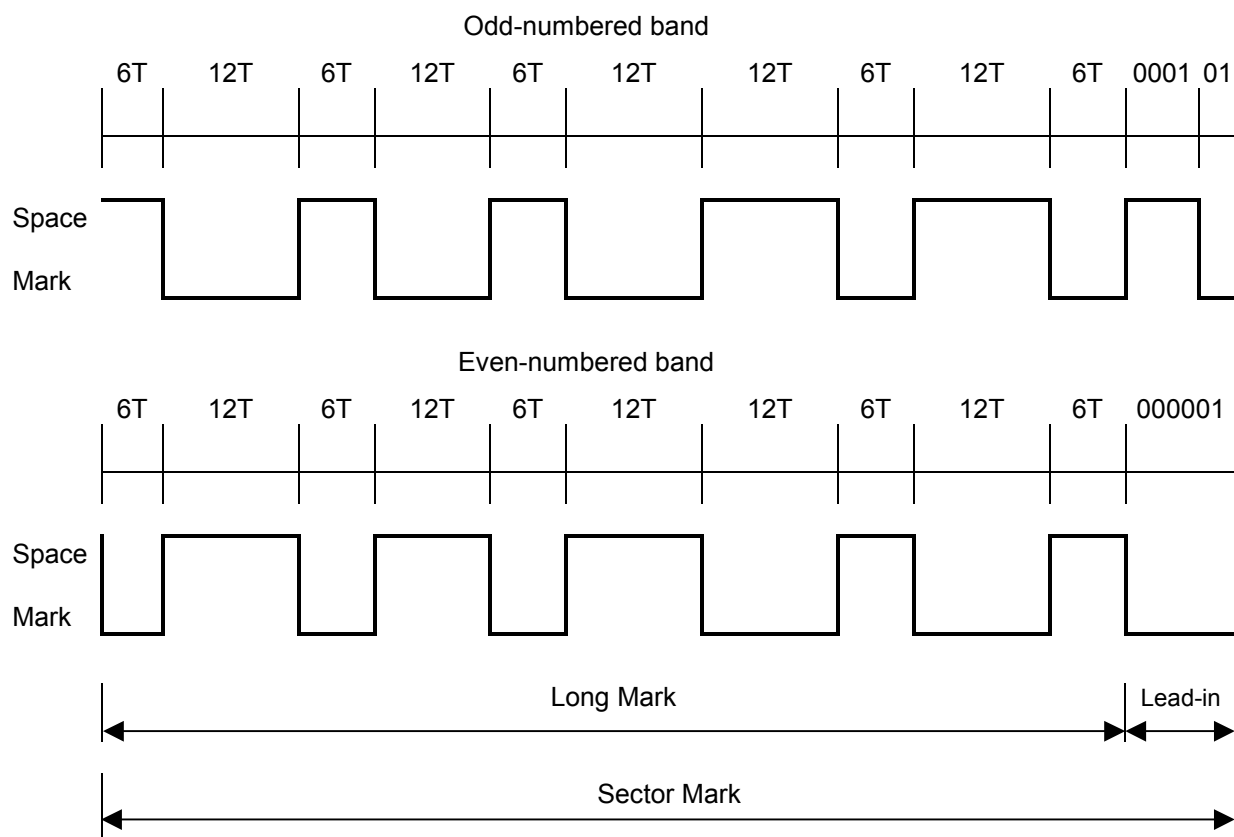 Odd-numbered band
6T 12T 6T 12T 6T 12T 12T 6T 12T 6T 0001 01
Space
Mark
Even-numbered band
6T 12T 6T 12T 6T 12T 12T 6T 12T 6T 000001
Space
Mark
Long Mark Lead-in
Sector Mark